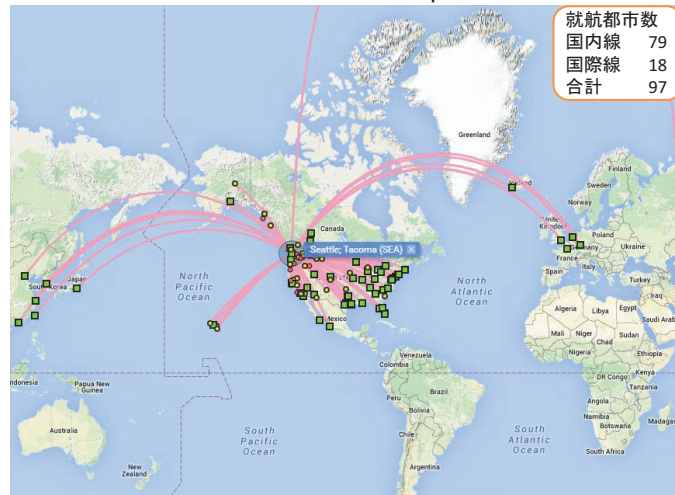 就航都市数
国内線 79
国際線 18
合計 97
Greenland
Finland
Sweden
Norway
Canada
United
Poland
Germany
Ukraine
France
Seattle; Tacoma (SEA) ×
Spain
Italy
Turkey
North
Pacific
Ocean
North
Atlantic
Ocean
South Korea
Japan
Iraq
Algeria
Libya
Egypt
Saudi Arab
Mexico
Mali
Niger
Sudan
Chad
Nigeria
Ethiopia
Venezuela
Colombia
Kenya
DR Congo
Tanzania
ndonesia
Papua New
Guinea
Brazil
Peru
Bolivia
Angola
Namibia
Botswana
Madagas
Australia
South
Pacific
Ocean
Chile
South
Atlantic
Ocean
South Africa
New
Zealand
Argentina